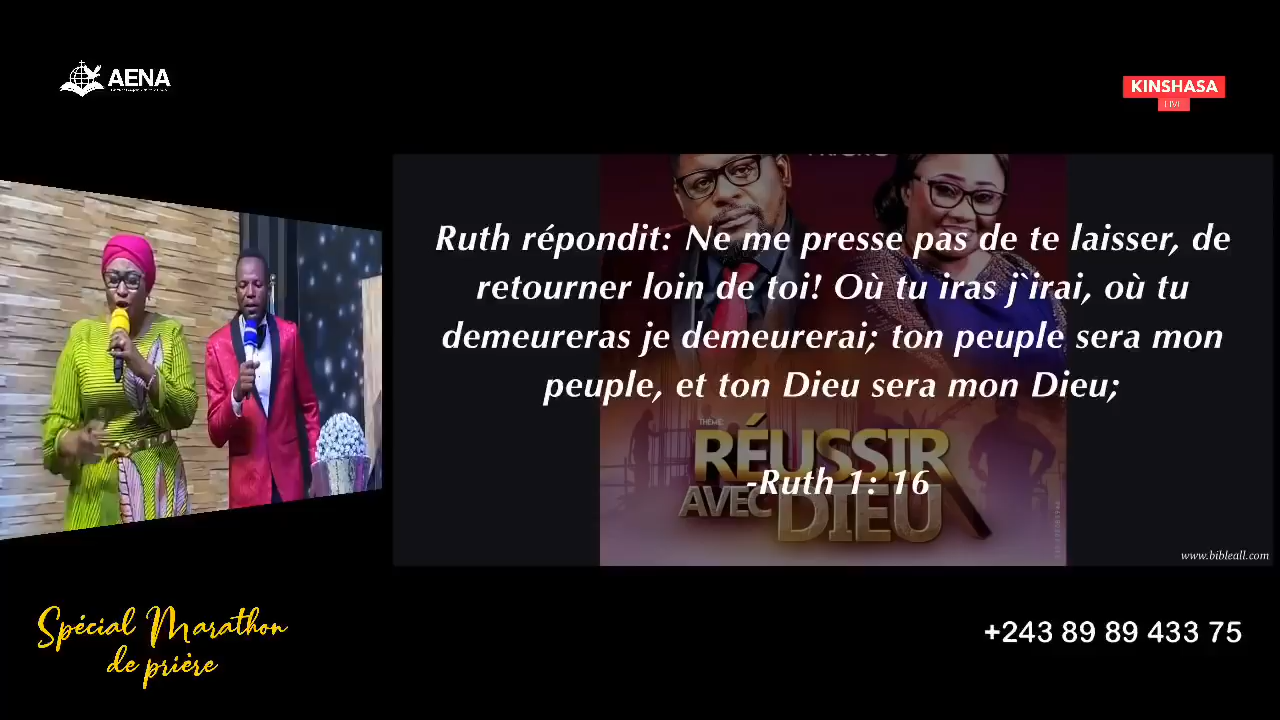 AENA
KINSHASA
LIVE
Ruth répondit: Ne me presse pas de te laisser, de
retourner loin de toi! Où tu iras j`irai, où tu
demeureras je demeurerai; ton peuple sera mon
peuple, et ton Dieu sera mon Dieu;
THEME:
RÉUSSIR
-Ruth 1: 16
AVEC DIEU
www.bibleall.com
Spécial Marathon
de prière
+243 89 89 433 75